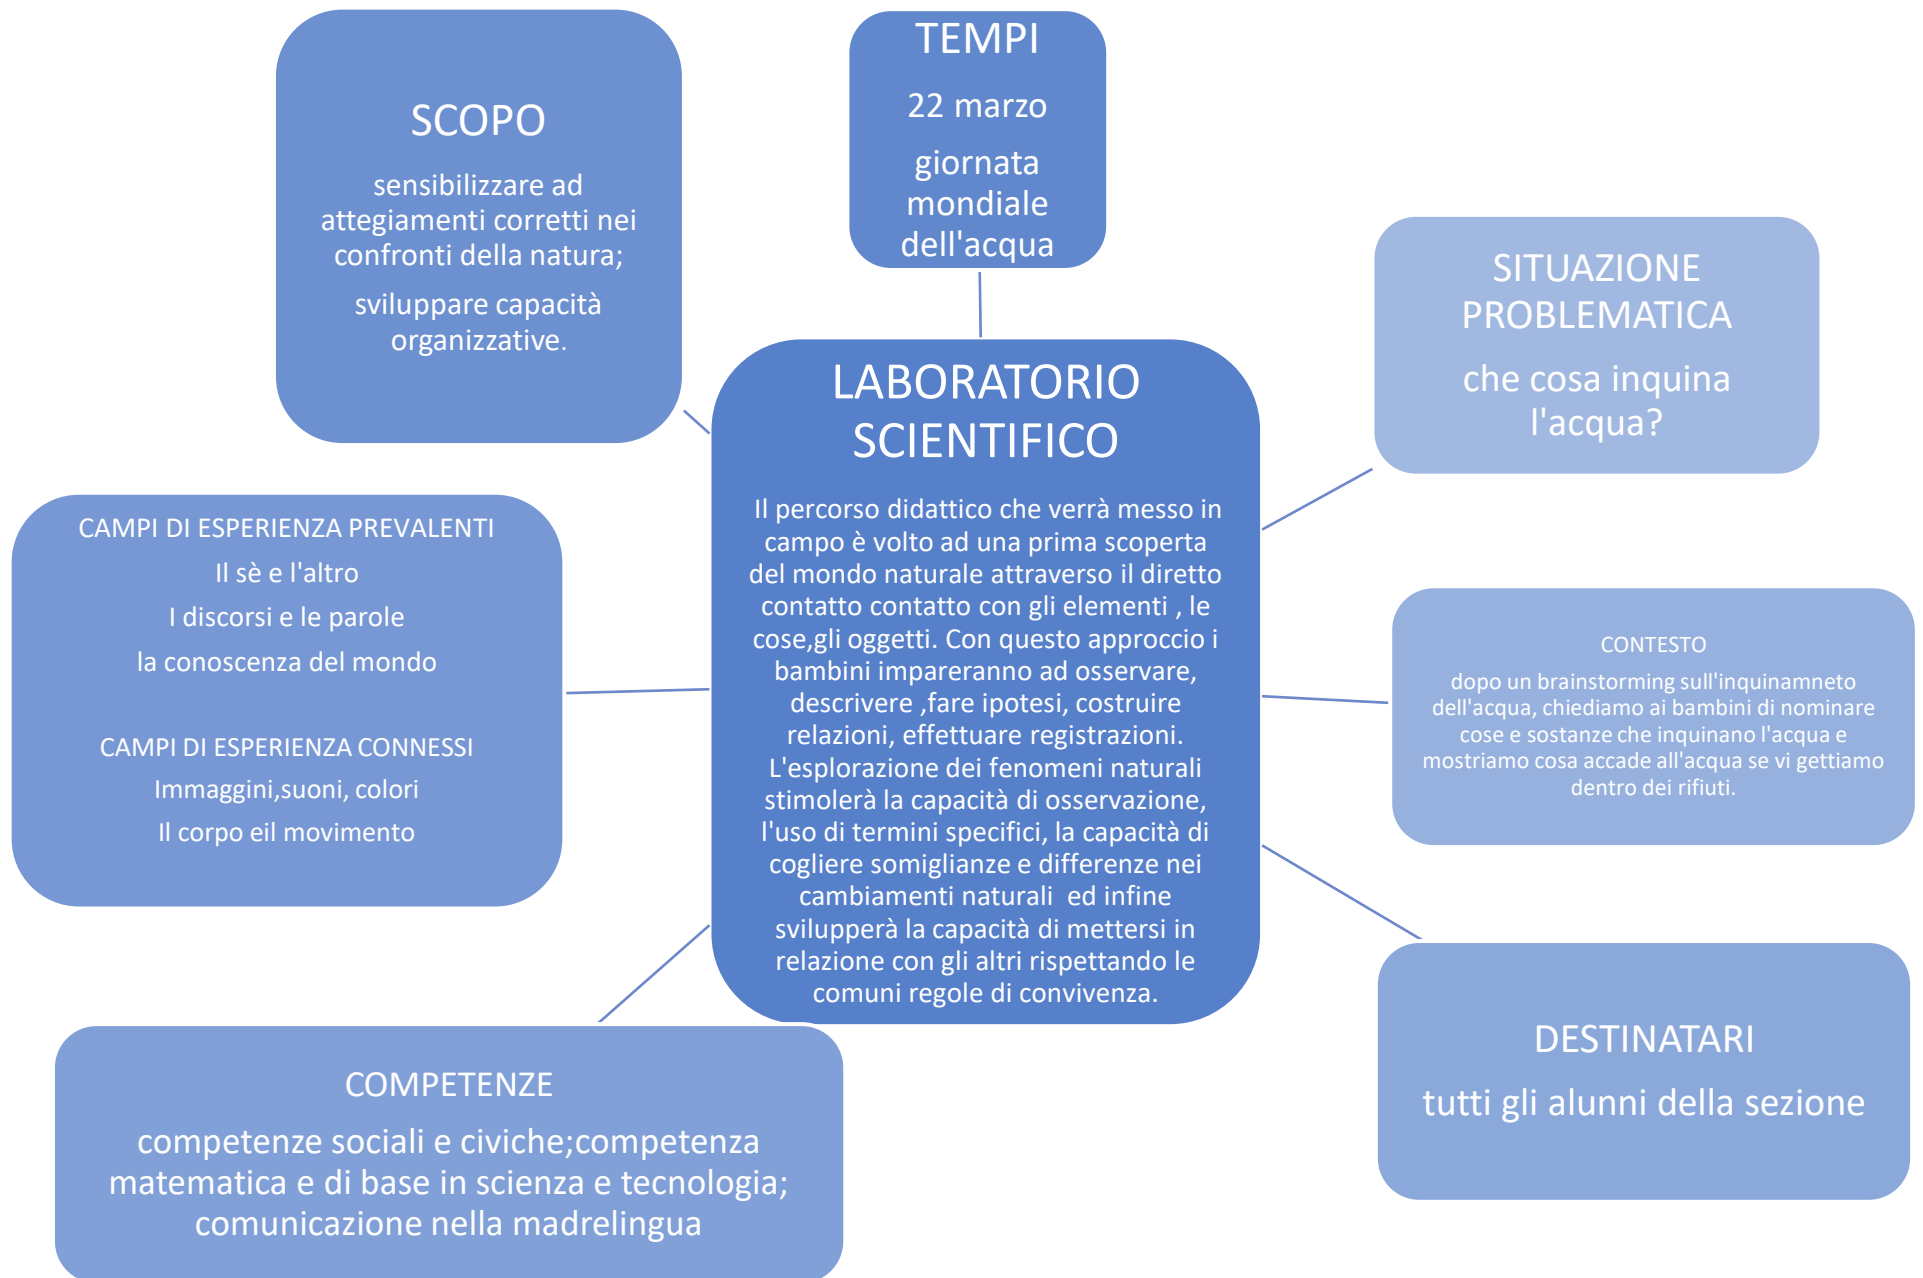 TEMPI
22 marzo
giornata
mondiale
dell'acqua
SCOPO
sensibilizzare ad
attegiamenti corretti nei
confronti della natura;
sviluppare capacità
organizzative.
SITUAZIONE
PROBLEMATICA
che cosa inquina
l'acqua?
LABORATORIO
SCIENTIFICO
Il percorso didattico che verrà messo in
campo è volto ad una prima scoperta
del mondo naturale attraverso il diretto
contatto contatto con gli elementi , le
cose,gli oggetti. Con questo approccio i
bambini impareranno ad osservare,
descrivere ,fare ipotesi, costruire
relazioni, effettuare registrazioni.
L'esplorazione dei fenomeni naturali
stimolerà la capacità di osservazione,
l'uso di termini specifici, la capacità di
cogliere somiglianze e differenze nei
cambiamenti naturali  ed infine
svilupperà la capacità di mettersi in
relazione con gli altri rispettando le
comuni regole di convivenza.
CAMPI DI ESPERIENZA PREVALENTI
Il sè e l'altro
I discorsi e le parole
la conoscenza del mondo
CAMPI DI ESPERIENZA CONNESSI
Immaggini,suoni, colori
Il corpo eil movimento
CONTESTO
dopo un brainstorming sull'inquinamneto
dell'acqua, chiediamo ai bambini di nominare
cose e sostanze che inquinano l'acqua e
mostriamo cosa accade all'acqua se vi gettiamo
dentro dei rifiuti.
DESTINATARI
tutti gli alunni della sezione
COMPETENZE
competenze sociali e civiche;competenza
matematica e di base in scienza e tecnologia;
comunicazione nella madrelingua